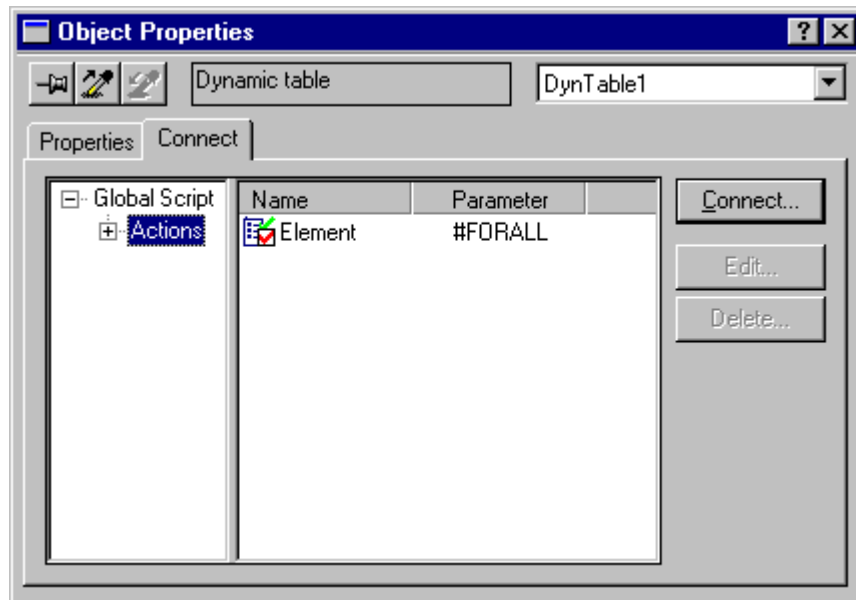 Object Properties
Dynamic table
DynTable1
Properties
Connect
Global Script
Name
Parameter
Connect...
Actions
Element
#FORALL
Edit...
Delete...